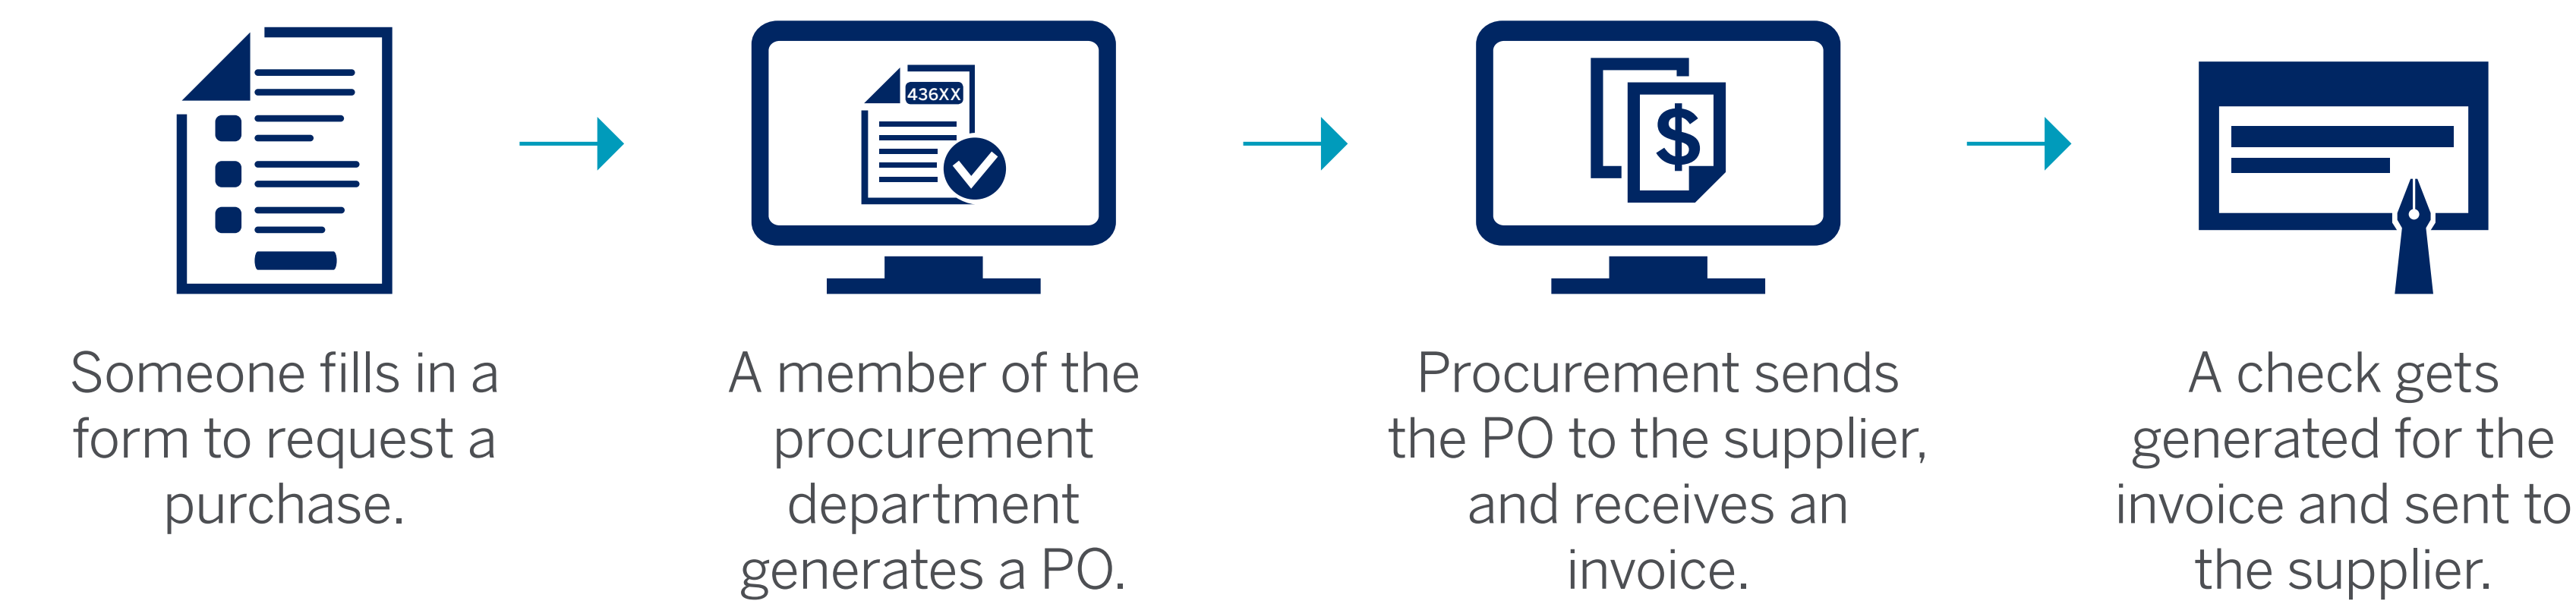 436XX
$
Someone fills in a
form to request a
purchase.
A member of the
procurement
department
generates a PO.
Procurement sends
the PO to the supplier,
and receives an
invoice.
A check gets
generated for the
invoice and sent to
the supplier.